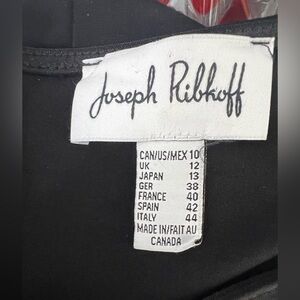 Joseph Ribkoff
CAN/US/MEX 10
UK 12
JAPAN 13
GER 38
FRANCE 40
SPAIN 42
ITALY 44
MADE IN/FAIT AU
CANADA